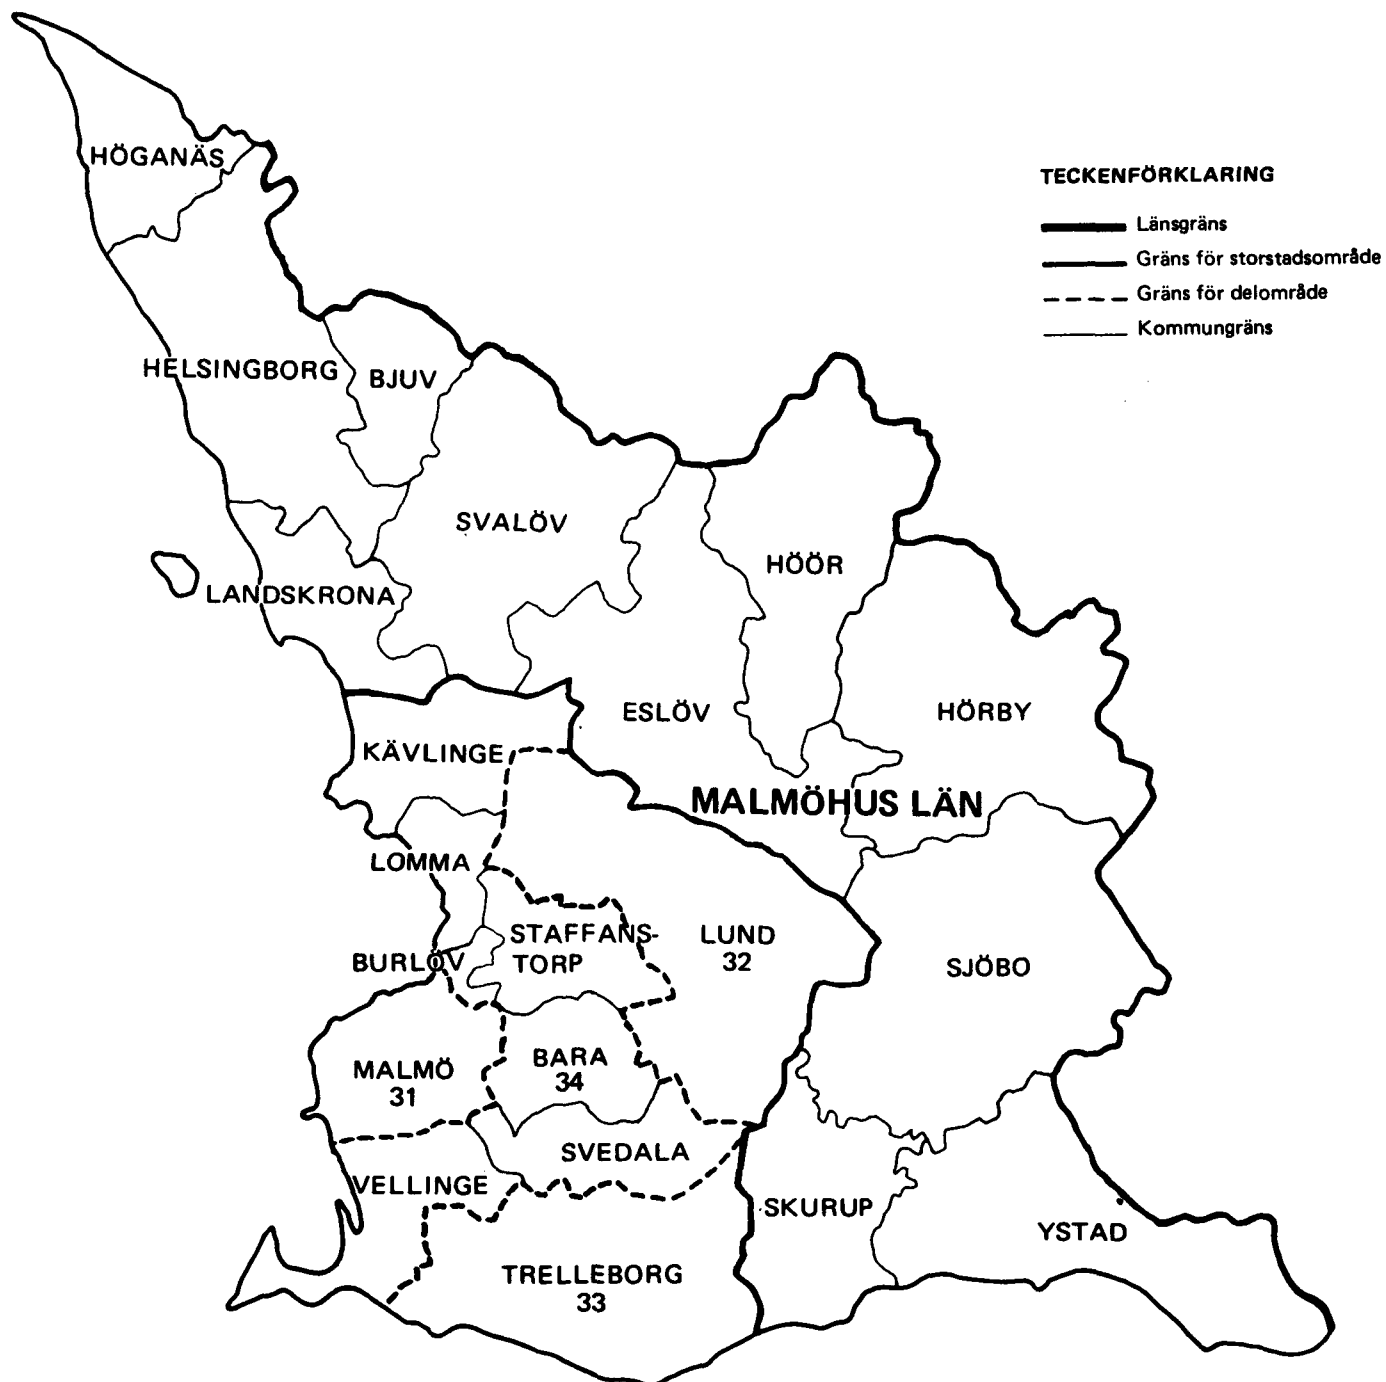 HÖGANÄS
TECKENFÖRKLARING
Länsgräns
Gräns för storstadsområde
Gräns för delområde
Kommungräns
HELSINGBORG
BJUV
SVALÖV
HÖÖR
LANDSKRONA
ESLÖV
HÖRBY
KÄVLINGE
MALMÖHUS LÄN
LOMMA
STAFFANS-
TORP
LUND
32
BURLÖV
SJÖBO
MALMÖ
31
BARA
34
SVEDALA
VELLINGE
SKURUP
YSTAD
TRELLEBORG
33